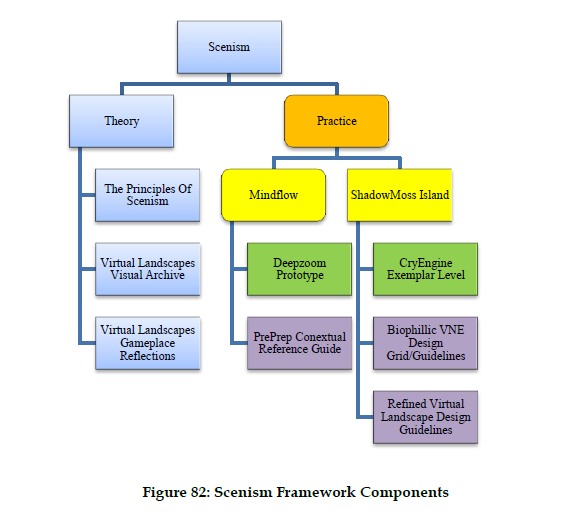 Scenism
Theory
Practice
The Principles Of
Scenism
Mindflow
ShadowMoss Island
Virtual Landscapes
Visual Archive
Deepzoom
Prototype
CryEngine
Exemplar Level
Virtual Landscapes
Gameplace
Reflections
PrePrep Conextual
Reference Guide
Biophillic VNE
Design
Grid/Guidelines
Refined Virtual
Landscape Design
Guidelines
Figure 82: Scenism Framework Components